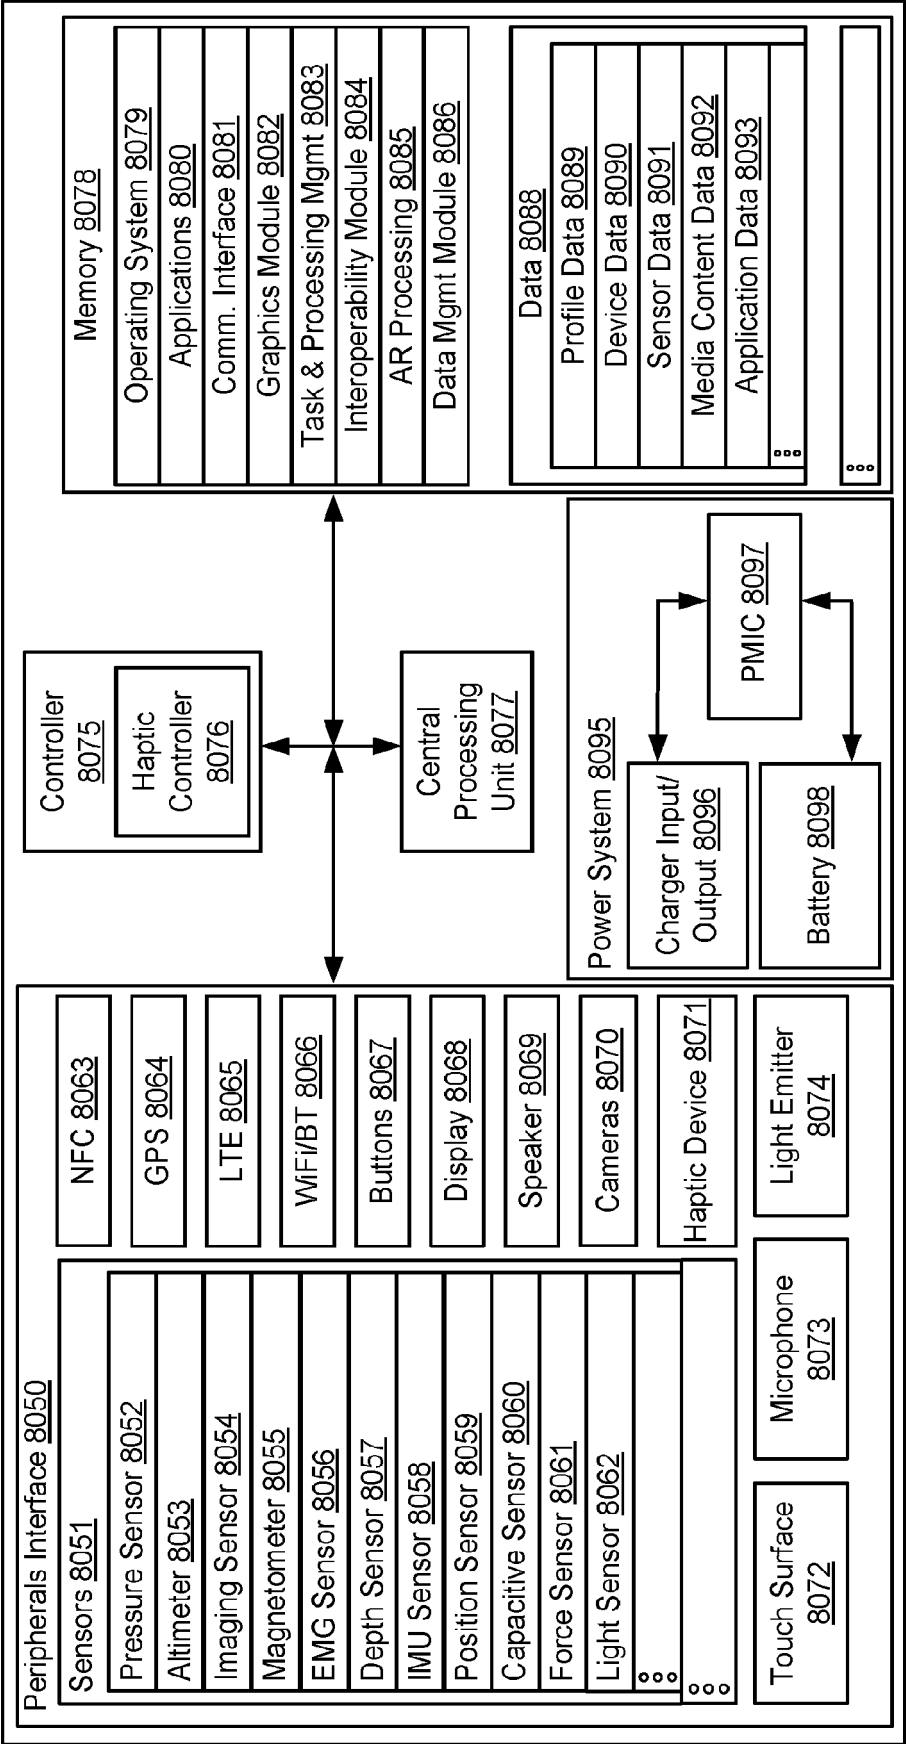 Peripherals Interface 8050
Sensors 8051
Pressure Sensor 8052
Altimeter 8053
Imaging Sensor 8054
Magnetometer 8055
EMG Sensor 8056
Depth Sensor 8057
IMU Sensor 8058
Position Sensor 8059
Capacitive Sensor 8060
Force Sensor 8061
Light Sensor 8062
NFC 8063
GPS 8064
LTE 8065
WiFi/BT 8066
Buttons 8067
Display 8068
Speaker 8069
Cameras 8070
Haptic Device 8071
Touch Surface
8072
Microphone
8073
Light Emitter
8074
Controller
8075
Haptic
Controller
8076
Central
Processing
Unit 8077
Power System 8095
Charger Input/
Output 8096
Battery 8098
PMIC 8097
Memory 8078
Operating System 8079
Applications 8080
Comm. Interface 8081
Graphics Module 8082
Task & Processing Mgmt 8083
Interoperability Module 8084
AR Processing 8085
Data Mgmt Module 8086
Data 8088
Profile Data 8089
Device Data 8090
Sensor Data 8091
Media Content Data 8092
Application Data 8093